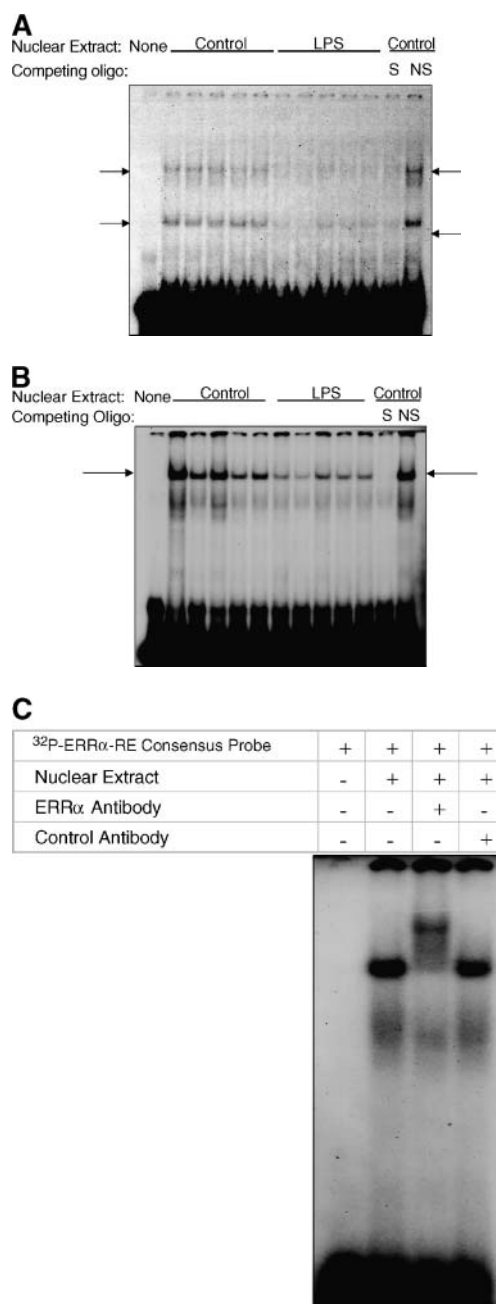 A
Nuclear Extract: None Control LPS Control
Competing oligo: S NS
B
Nuclear Extract: None Control LPS Control
Competing Oligo: S NS
C
³²P-ERRα-RE Consensus Probe + + + +
Nuclear Extract - + + +
ERRα Antibody - - + -
Control Antibody - - - +